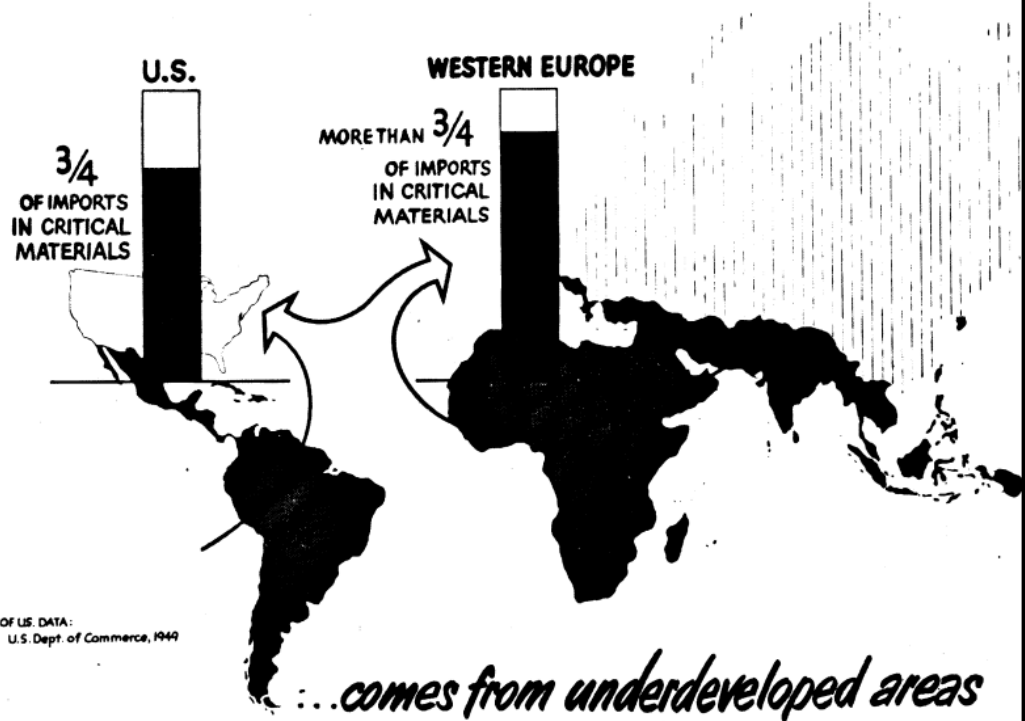 U.S.
3/4
OF IMPORTS
IN CRITICAL
MATERIALS
WESTERN EUROPE
MORE THAN 3/4
OF IMPORTS
IN CRITICAL
MATERIALS
OF U.S. DATA:
U.S. Dept. of Commerce, 1949
...comes from underdeveloped areas